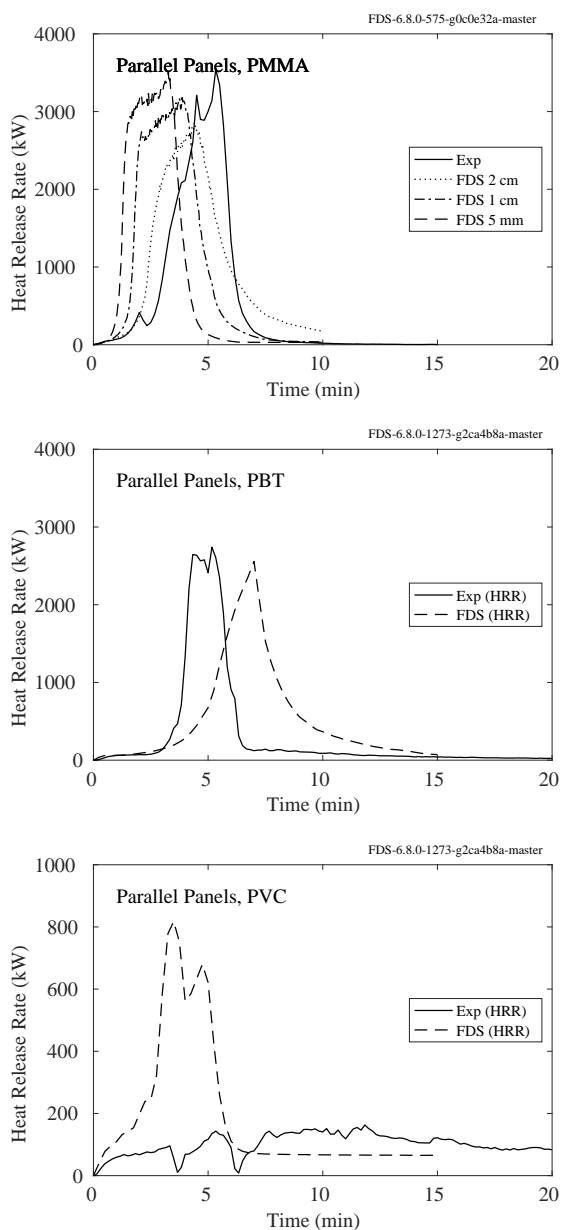 FDS-6.8.0-575-g0c0e32a-master
4000
Parallel Panels, PMMA
3000
Exp
FDS 2 cm
FDS 1 cm
FDS 5 mm
2000
1000
0
Heat Release Rate (kW)
0 5 10 15 20
Time (min)
FDS-6.8.0-1273-g2ca4b8a-master
4000
Parallel Panels, PBT
3000
Exp (HRR)
FDS (HRR)
2000
1000
0
Heat Release Rate (kW)
0 5 10 15 20
Time (min)
FDS-6.8.0-1273-g2ca4b8a-master
1000
Parallel Panels, PVC
800
600
Exp (HRR)
FDS (HRR)
400
200
0
Heat Release Rate (kW)
0 5 10 15 20
Time (min)